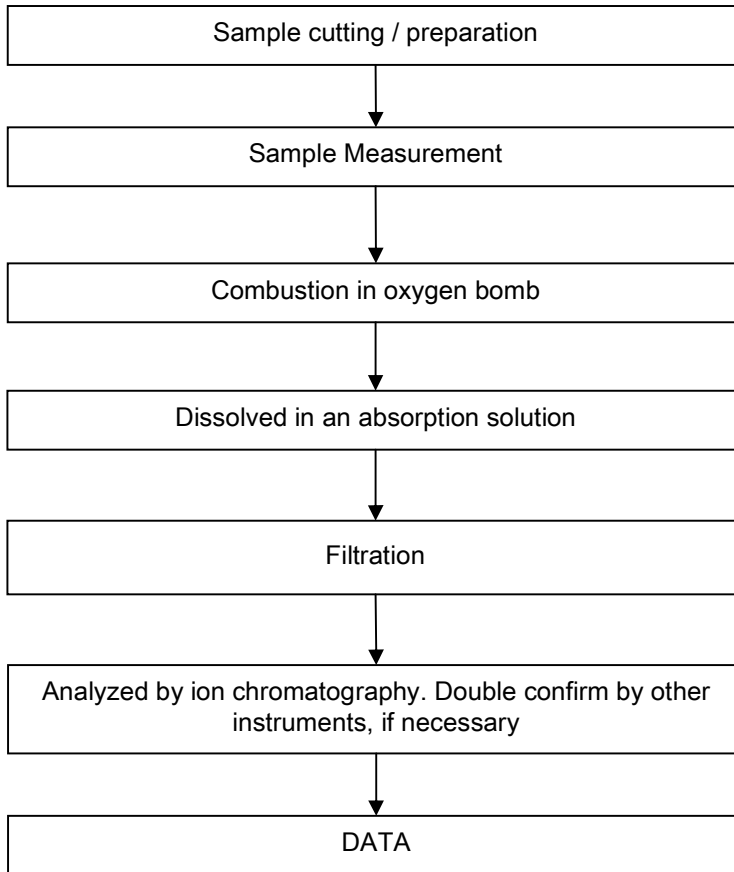 Sample cutting / preparation
Sample Measurement
Combustion in oxygen bomb
Dissolved in an absorption solution
Filtration
Analyzed by ion chromatography. Double confirm by other
instruments, if necessary
DATA